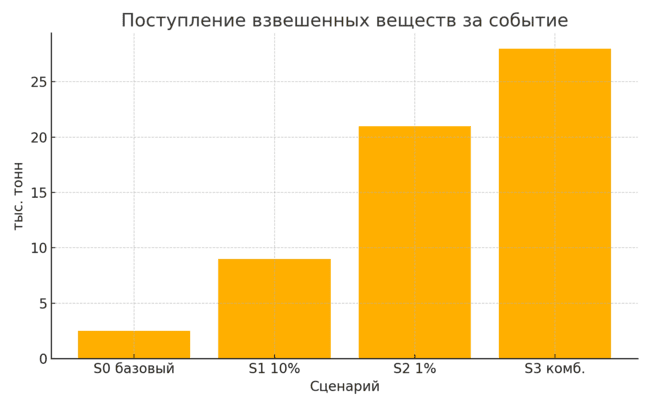 Поступление взвешенных веществ за событие
тыс. тонн
25
20
15
10
5
0
S0 базовый
S1 10%
S2 1%
S3 комб.
Сценарий